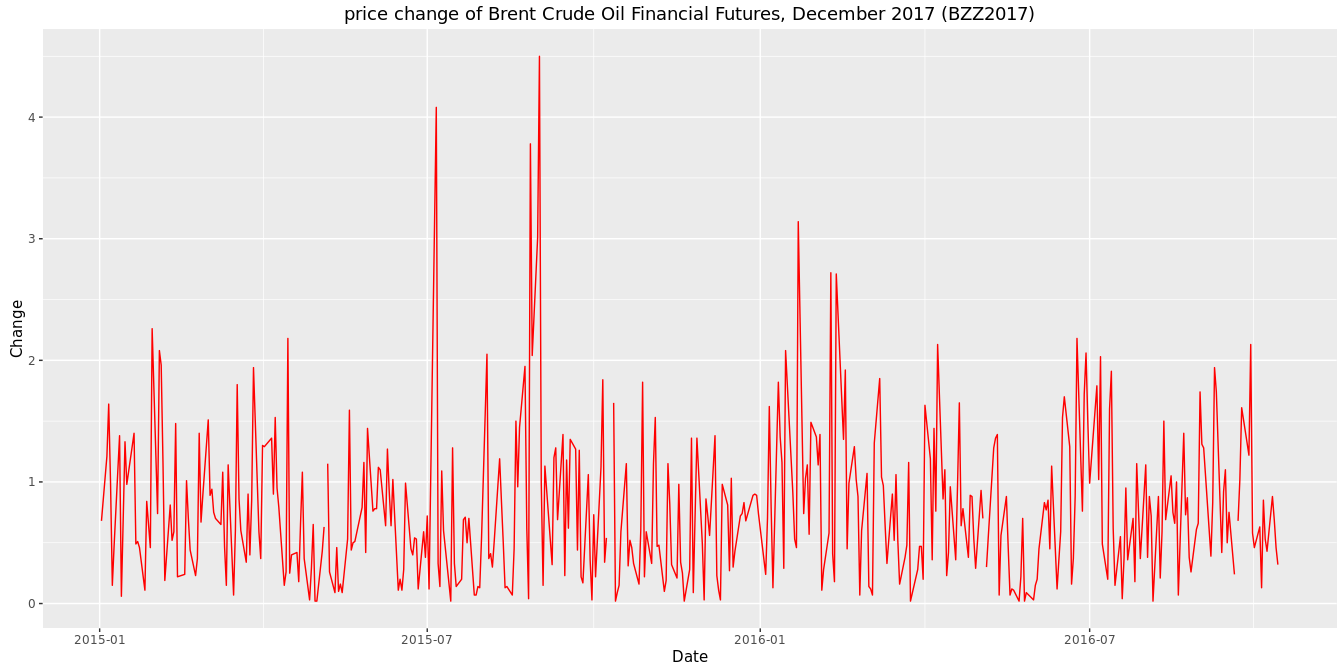 price change of Brent Crude Oil Financial Futures, December 2017 (BZZ2017)
Change
4
3
2
1
0
2015-01 2015-07 2016-01 2016-07
Date